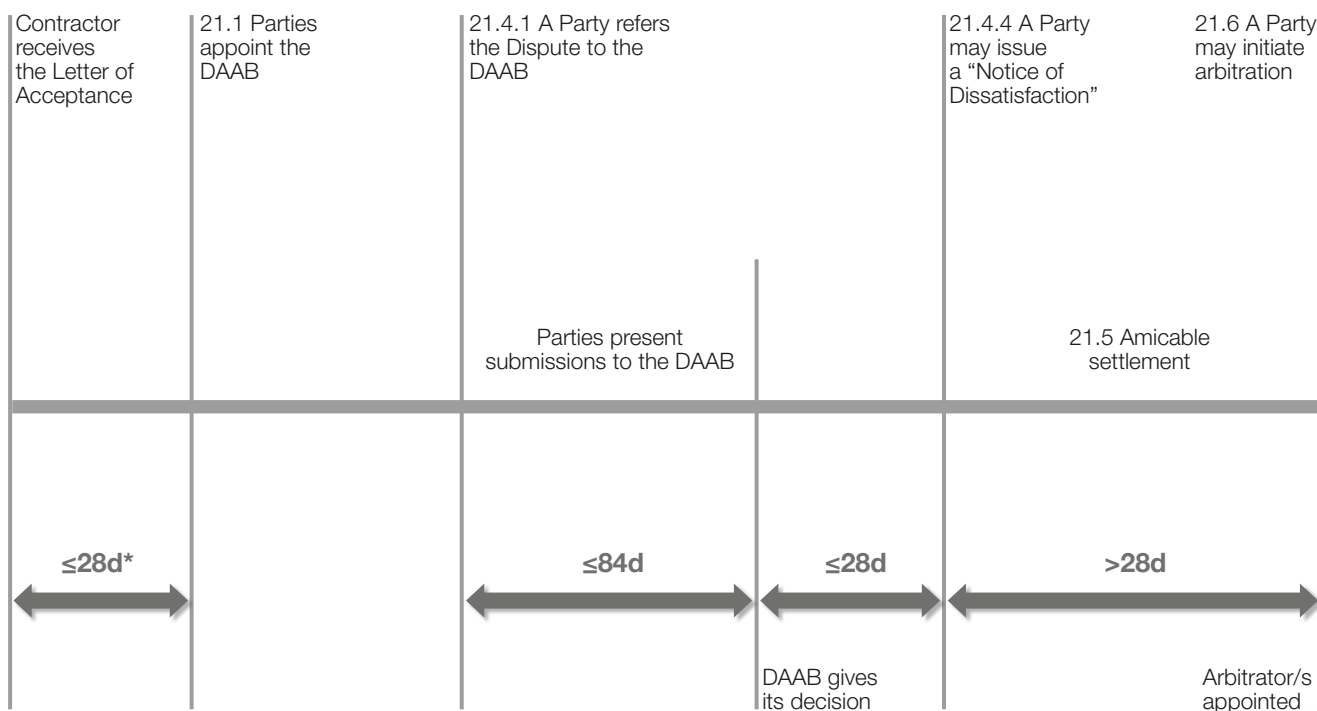 Contractor
receives
the Letter of
Acceptance
21.1 Parties
appoint the
DAAB
21.4.1 A Party refers
the Dispute to the
DAAB
21.4.4 A Party
may issue
a “Notice of
Dissatisfaction”
21.6 A Party
may initiate
arbitration
Parties present
submissions to the DAAB
21.5 Amicable
settlement
≤28d*
≤84d
≤28d
>28d
DAAB gives
its decision
Arbitrator/s
appointed